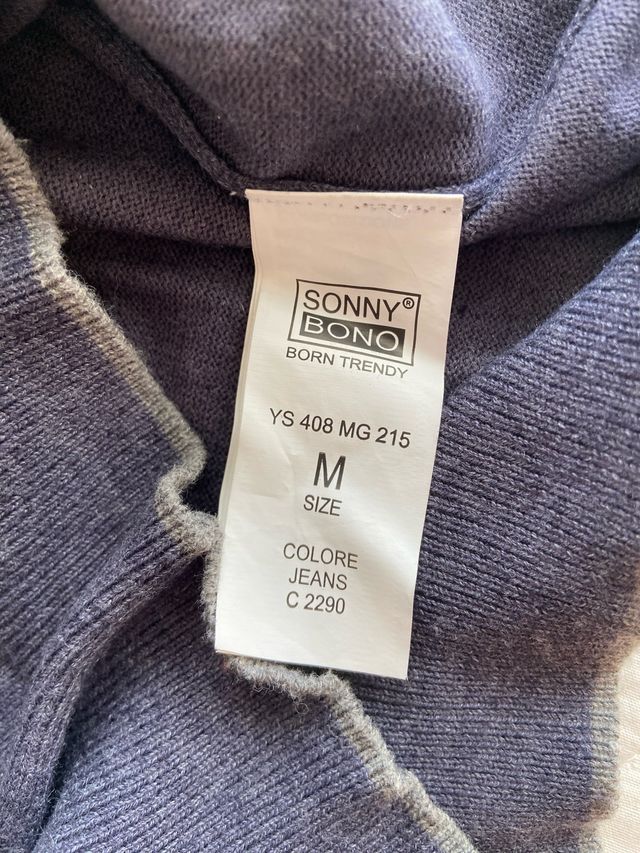 SONNY®
BONO
BORN TRENDY
YS 408 MG 215
M
SIZE
COLORE
JEANS
C 2290